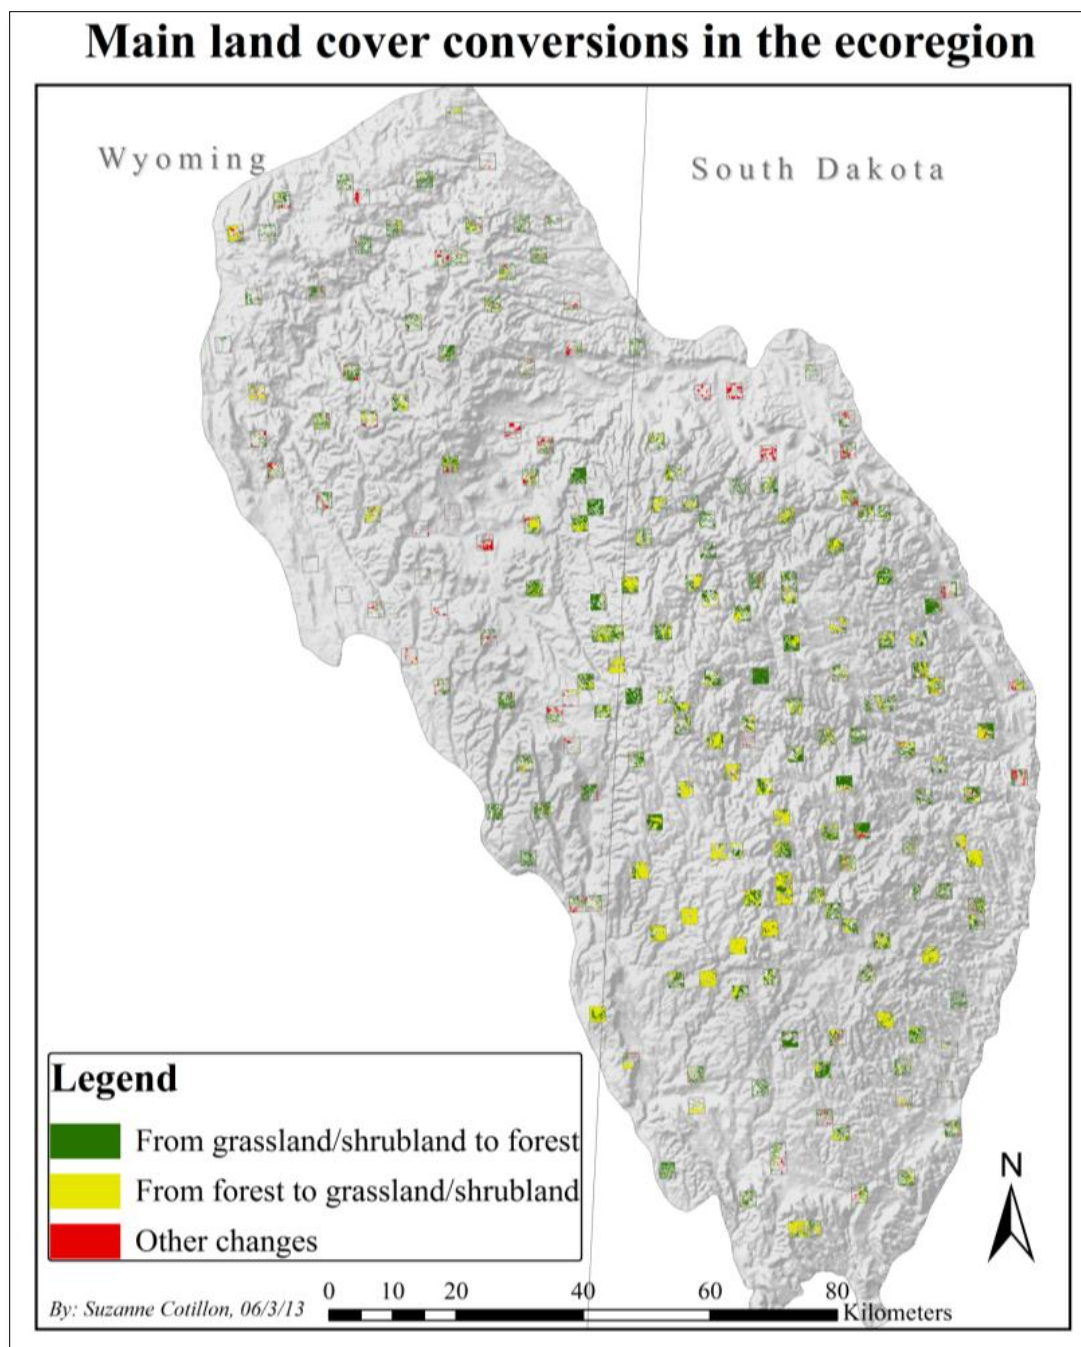 Main land cover conversions in the ecoregion
Wyoming
South Dakota
Legend
From grassland/shrubland to forest
From forest to grassland/shrubland
Other changes
N
0 10 20 40 60 80
Kilometers
By: Suzanne Cotillon, 06/3/13